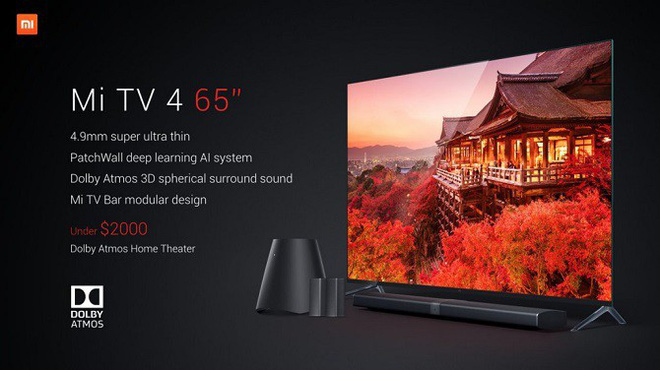 mi
Mi TV 4 65"
4.9mm super ultra thin
PatchWall deep learning AI system
Dolby Atmos 3D spherical surround sound
Mi TV Bar modular design
Under $2000
Dolby Atmos Home Theater
DOLBY
ATMOS